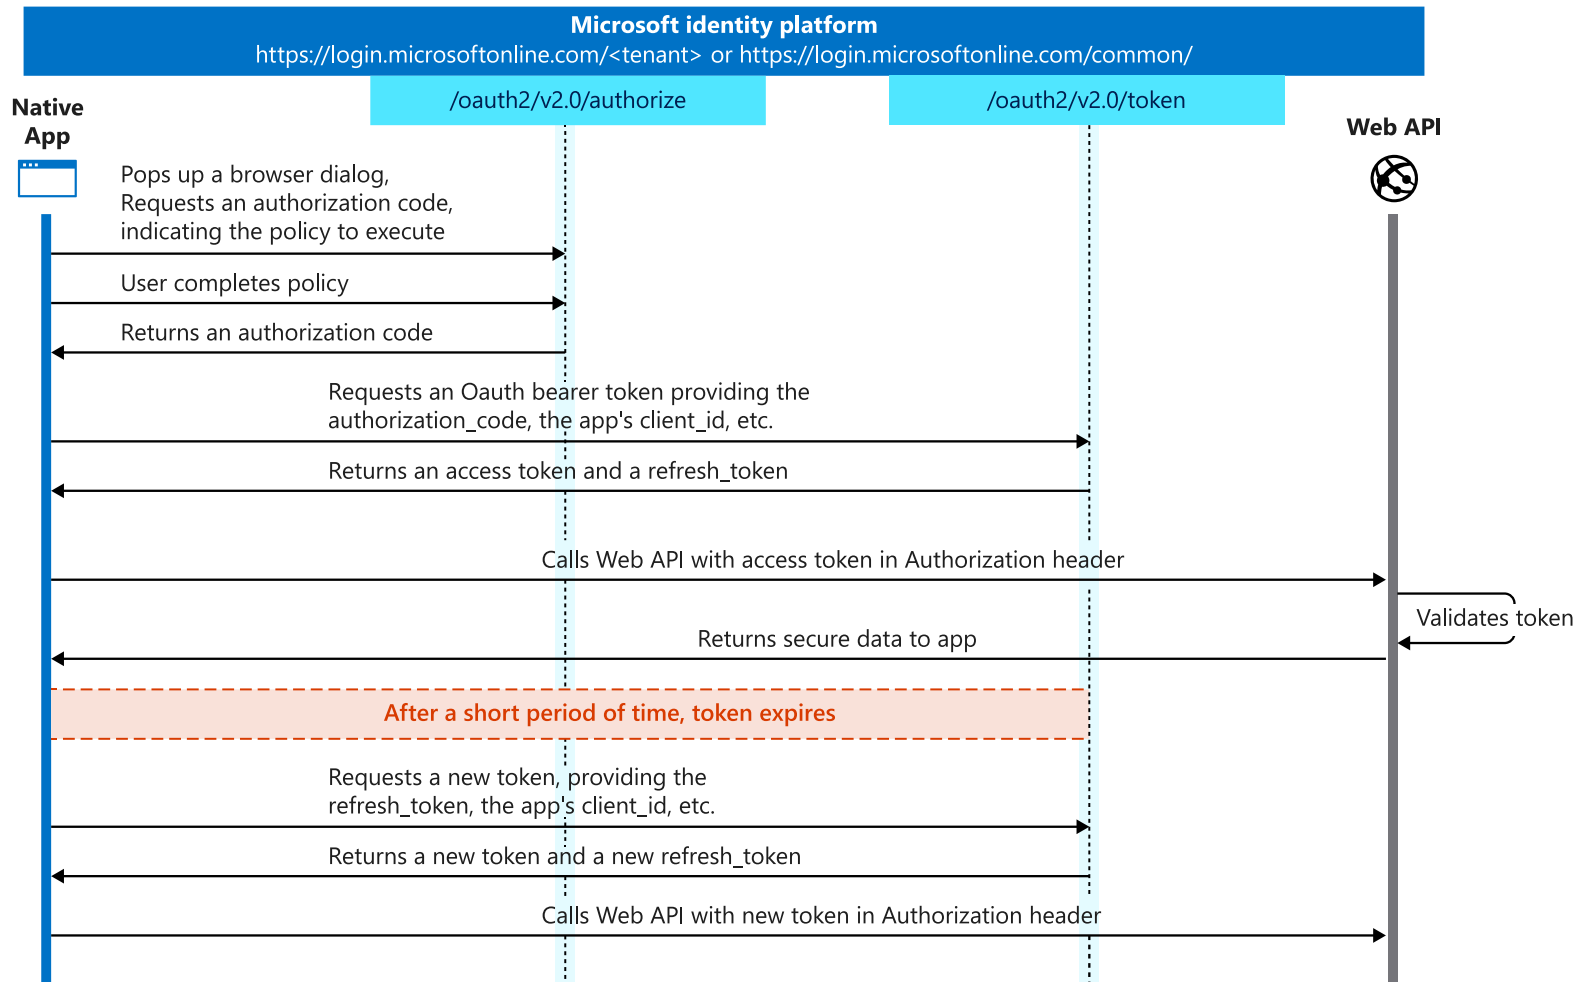 Microsoft identity platform
https://login.microsoftonline.com/<tenant> or https://login.microsoftonline.com/common/
/oauth2/v2.0/authorize
/oauth2/v2.0/token
Native
App
Web API
Pops up a browser dialog,
Requests an authorization code,
indicating the policy to execute
User completes policy
Returns an authorization code
Requests an Oauth bearer token providing the
authorization_code, the app's client_id, etc.
Returns an access token and a refresh_token
Calls Web API with access token in Authorization header
Validates token
Returns secure data to app
After a short period of time, token expires
Requests a new token, providing the
refresh_token, the app's client_id, etc.
Returns a new token and a new refresh_token
Calls Web API with new token in Authorization header